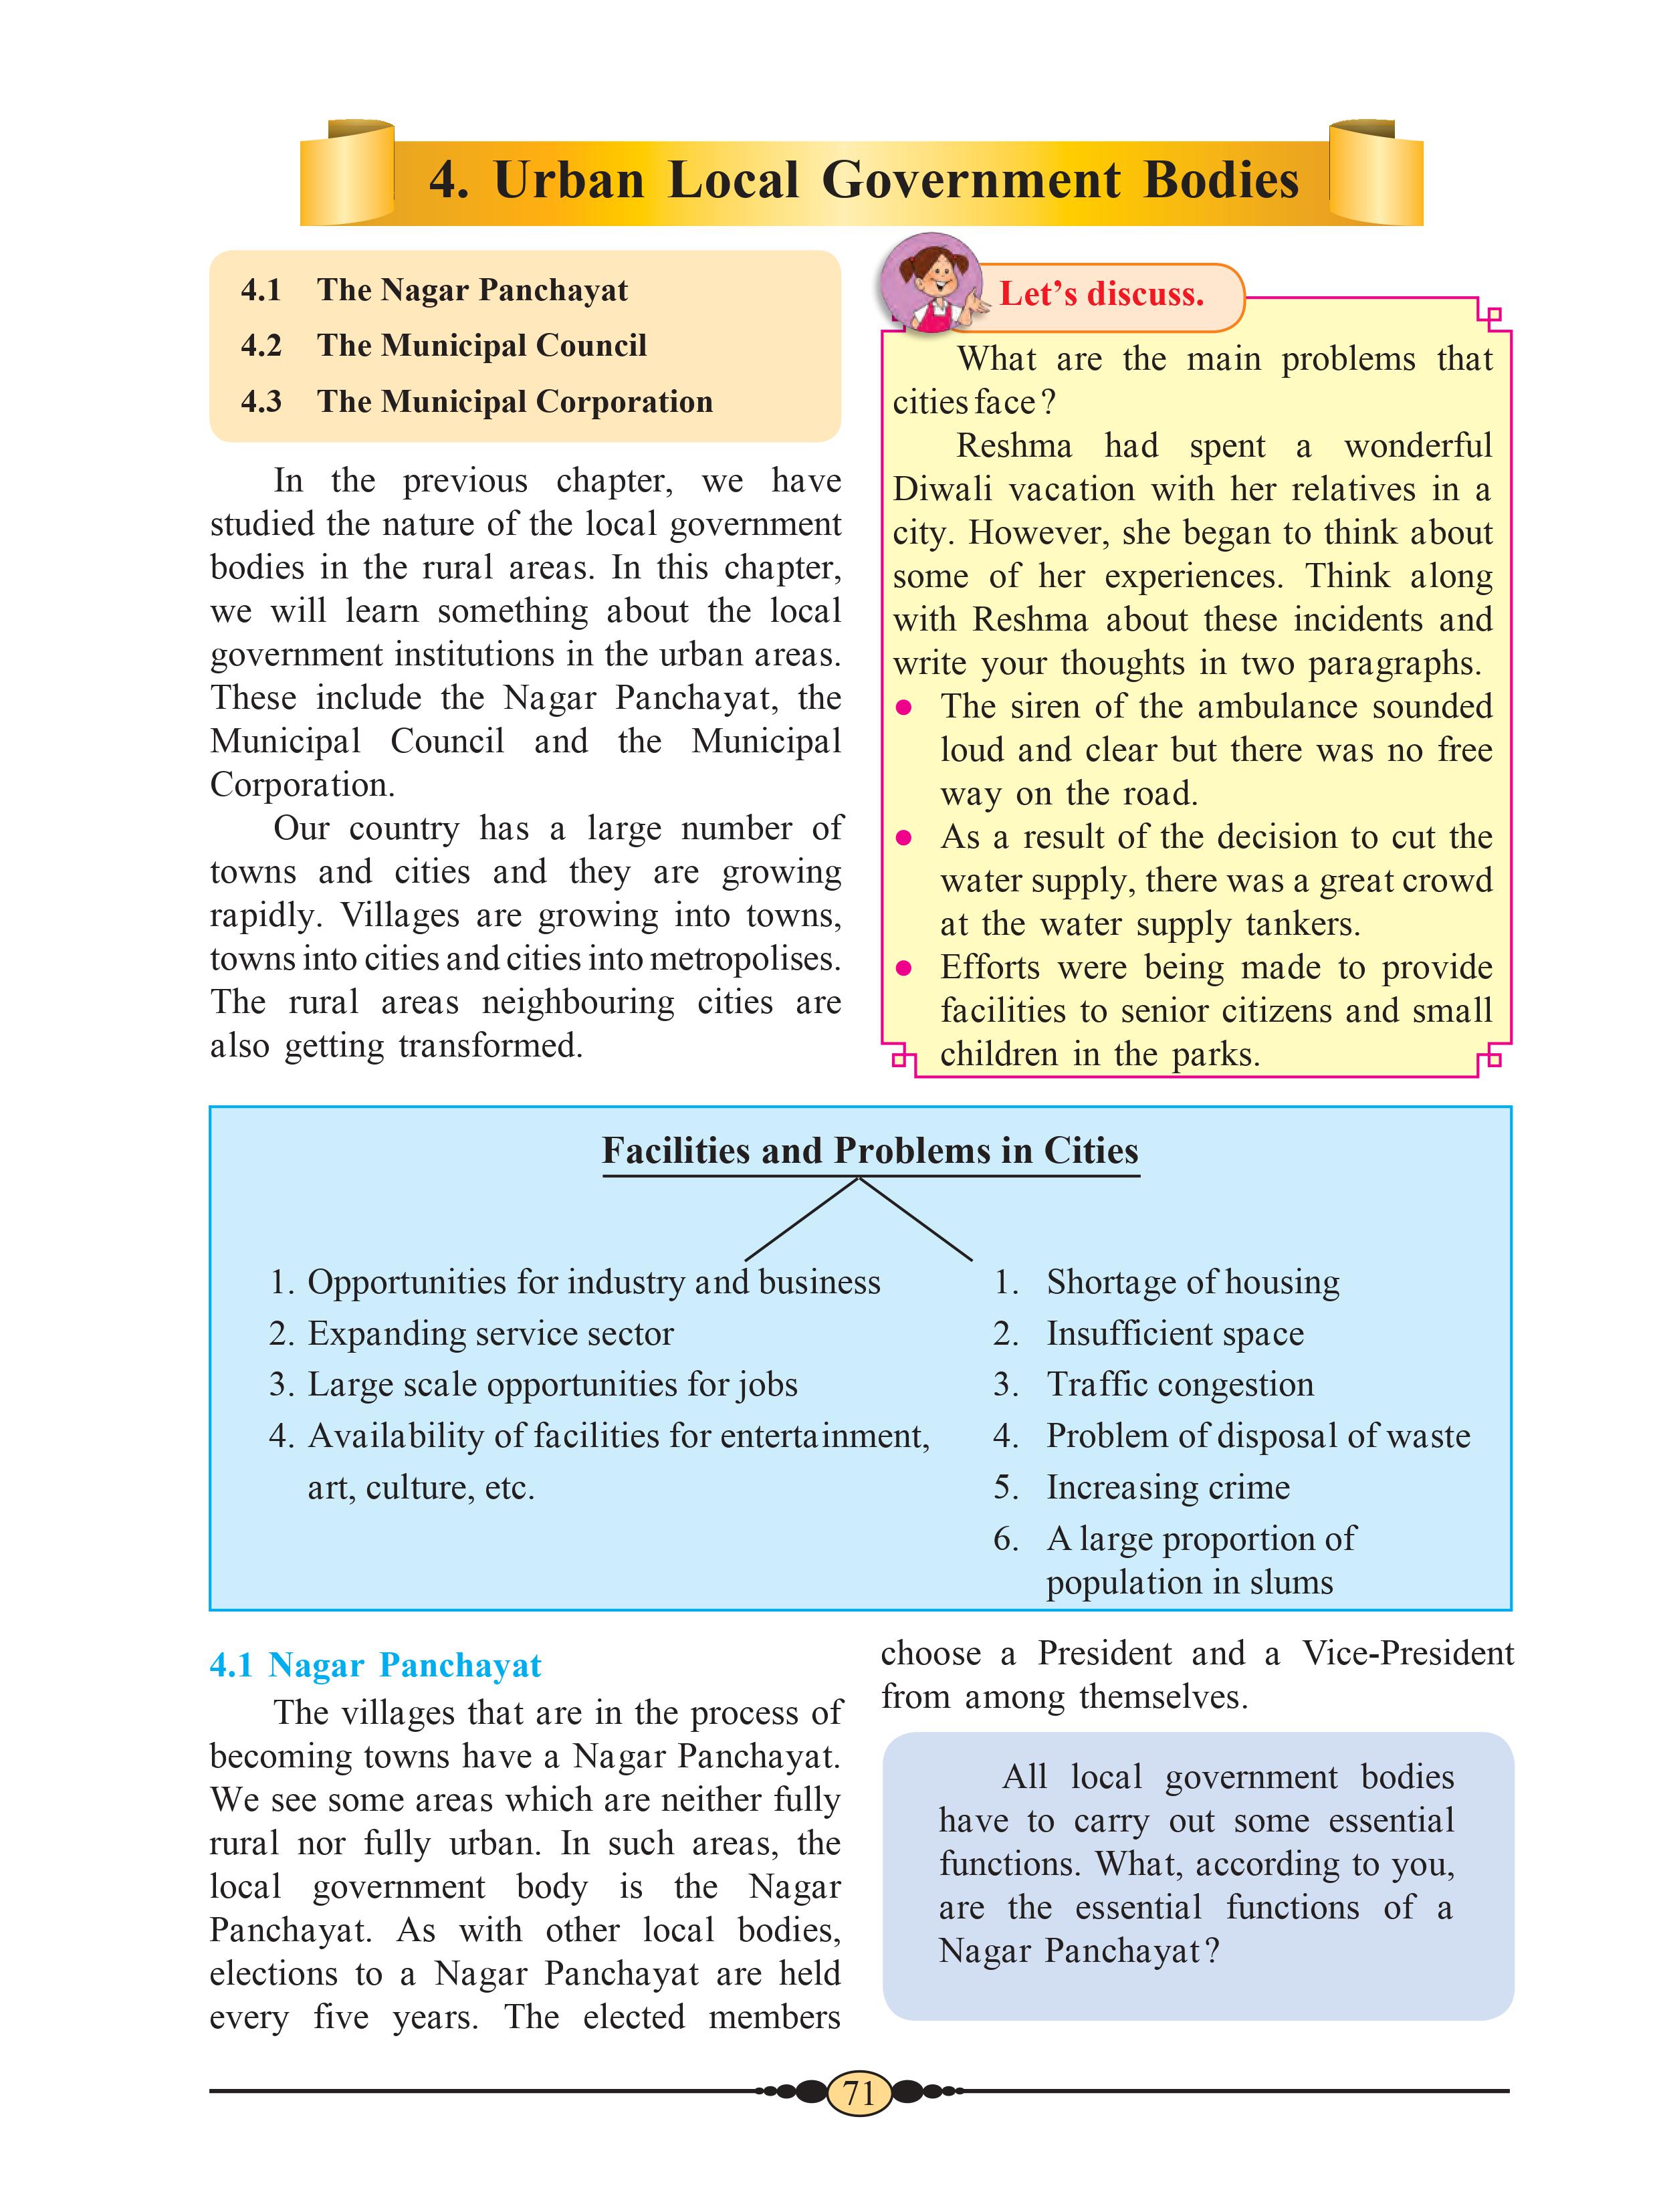 4. Urban Local Government Bodies
4.1 The Nagar Panchayat
4.2 The Municipal Council
4.3 The Municipal Corporation
In the previous chapter, we have
studied the nature of the local government
bodies in the rural areas. In this chapter,
we will learn something about the local
government institutions in the urban areas.
These include the Nagar Panchayat, the
Municipal Council and the Municipal
Corporation.
Our country has a large number of
towns and cities and they are growing
rapidly. Villages are growing into towns,
towns into cities and cities into metropolises.
The rural areas neighbouring cities are
also getting transformed.
Let's discuss.
What are the main problems that
cities face ?
Reshma had spent a wonderful
Diwali vacation with her relatives in a
city. However, she began to think about
some of her experiences. Think along
with Reshma about these incidents and
write your thoughts in two paragraphs.
● The siren of the ambulance sounded
loud and clear but there was no free
way on the road.
● As a result of the decision to cut the
water supply, there was a great crowd
at the water supply tankers.
● Efforts were being made to provide
facilities to senior citizens and small
children in the parks.
Facilities and Problems in Cities
1. Opportunities for industry and business
2. Expanding service sector
3. Large scale opportunities for jobs
4. Availability of facilities for entertainment,
art, culture, etc.
1. Shortage of housing
2. Insufficient space
3. Traffic congestion
4. Problem of disposal of waste
5. Increasing crime
6. A large proportion of
population in slums
4.1 Nagar Panchayat
The villages that are in the process of
becoming towns have a Nagar Panchayat.
We see some areas which are neither fully
rural nor fully urban. In such areas, the
local government body is the Nagar
Panchayat. As with other local bodies,
elections to a Nagar Panchayat are held
every five years. The elected members
choose a President and a Vice-President
from among themselves.
All local government bodies
have to carry out some essential
functions. What, according to you,
are the essential functions of a
Nagar Panchayat ?
71